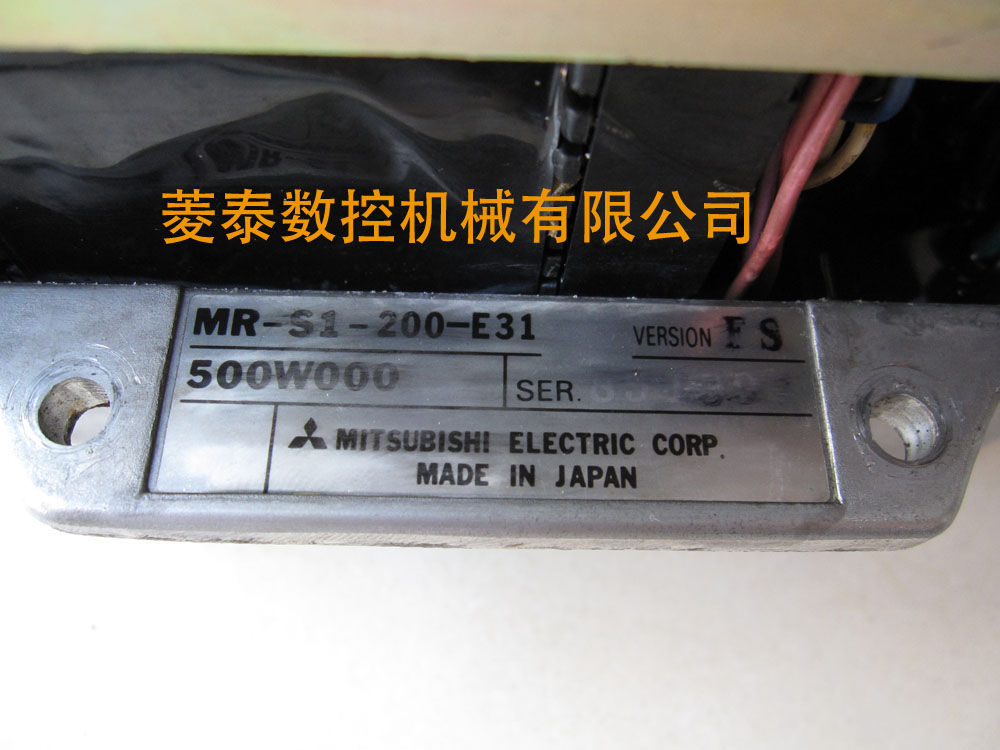 菱泰数控机械有限公司
MR-S1-200-E31 VERSION FS
500W000 SER.
MITSUBISHI ELECTRIC CORP.
MADE IN JAPAN